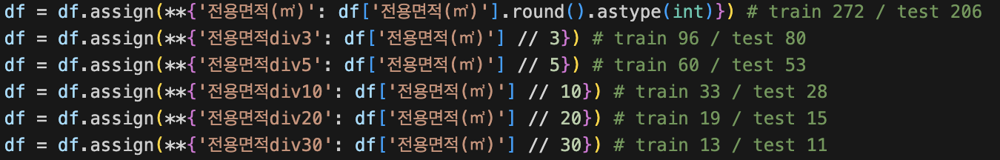 df = df.assign(**{'전용면적(㎡)': df['전용면적(㎡)'].round().astype(int)}) # train 272 / test 206
df = df.assign(**{'전용면적div3': df['전용면적(㎡)'] // 3}) # train 96 / test 80
df = df.assign(**{'전용면적div5': df['전용면적(㎡)'] // 5}) # train 60 / test 53
df = df.assign(**{'전용면적div10': df['전용면적(㎡)'] // 10}) # train 33 / test 28
df = df.assign(**{'전용면적div20': df['전용면적(㎡)'] // 20}) # train 19 / test 15
df = df.assign(**{'전용면적div30': df['전용면적(㎡)'] // 30}) # train 13 / test 11